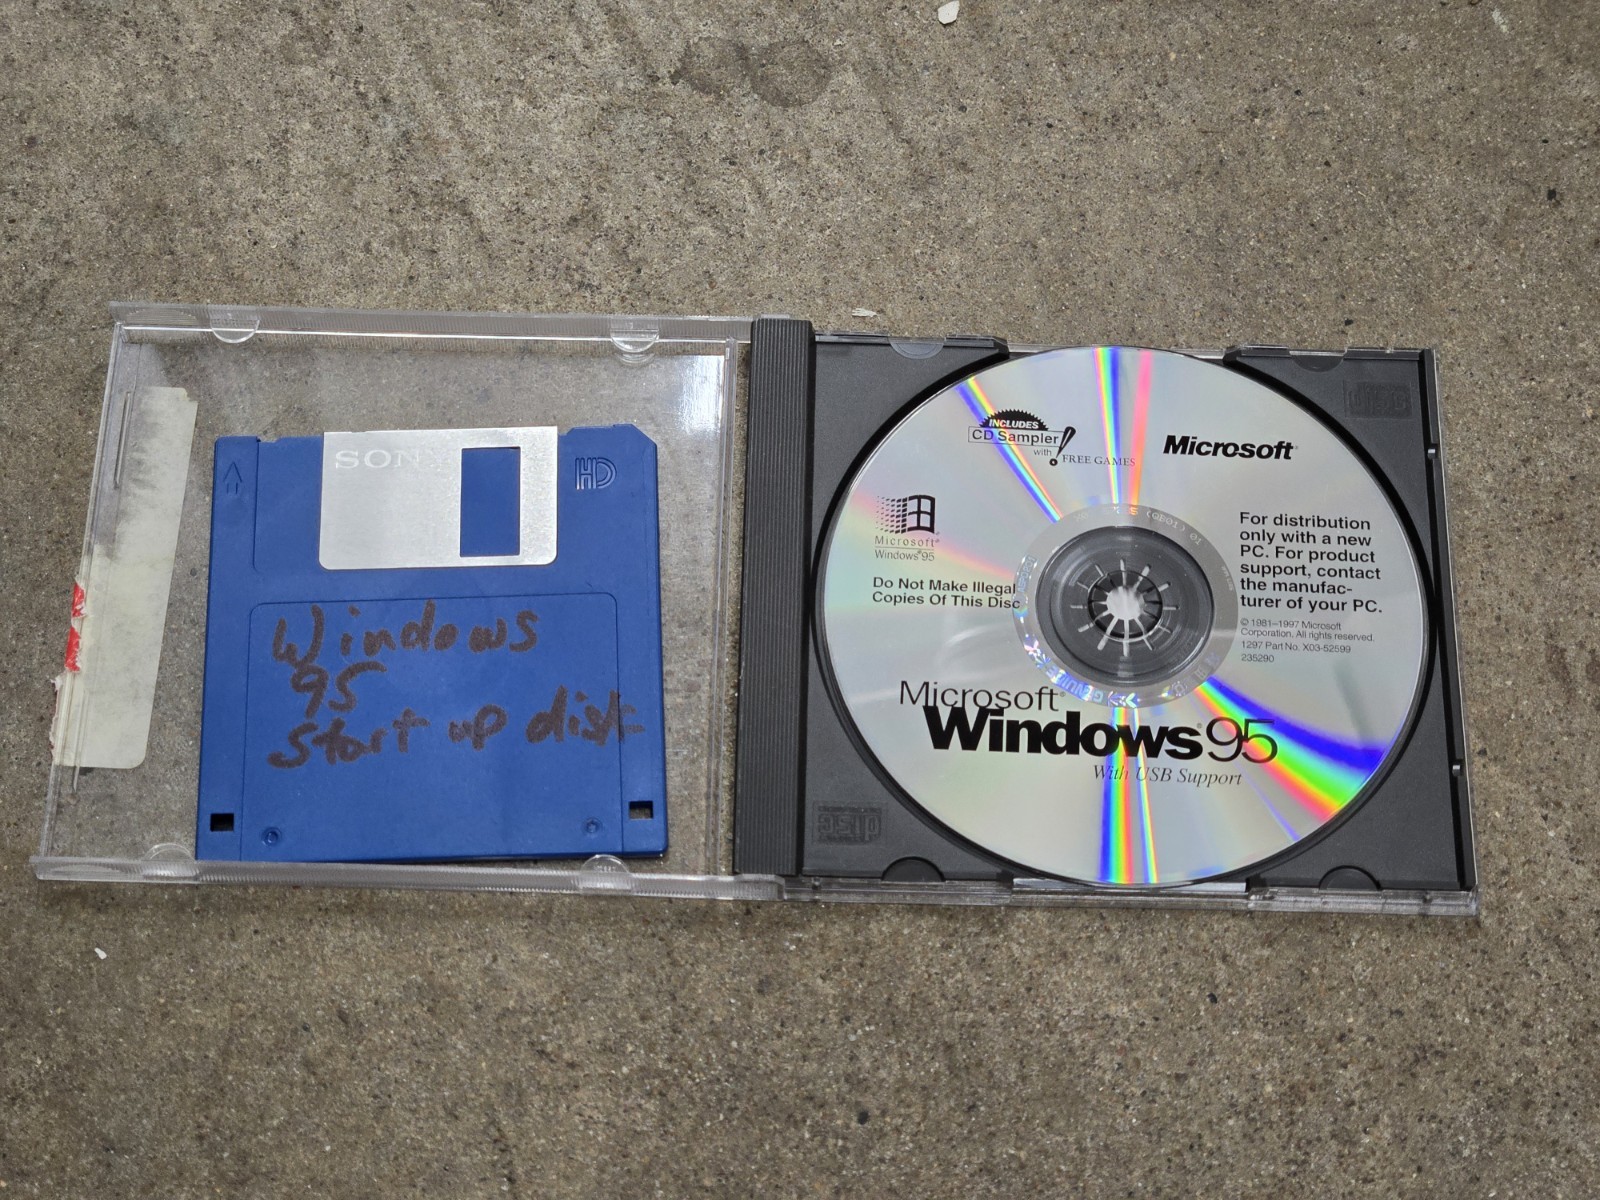 SONY
HD
Windows
95
start up disk
INCLUDES
CD Sampler
with
FREE GAMES
Microsoft
Microsoft®
Windows®95
Do Not Make Illegal
Copies Of This Disc
For distribution
only with a new
PC. For product
support, contact
the manufac-
turer of your PC.
© 1981–1997 Microsoft
Corporation. All rights reserved.
1297 Part No. X03-52599
235290
Microsoft®
Windows®95
With USB Support
disc
disc